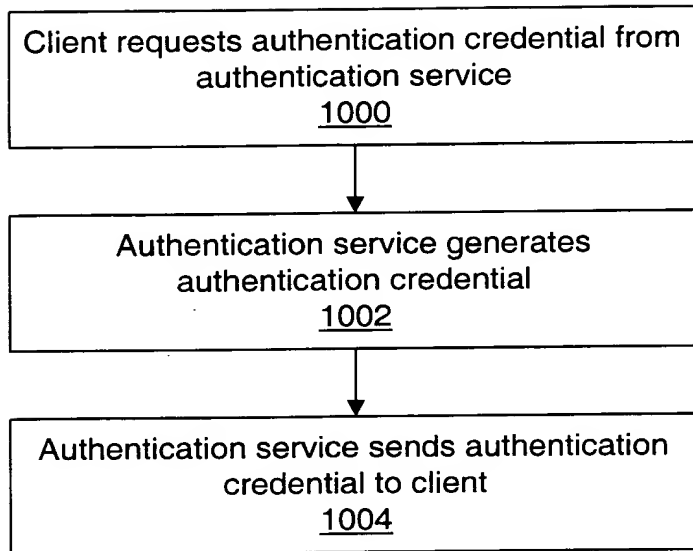 Client requests authentication credential from
authentication service
1000
Authentication service generates
authentication credential
1002
Authentication service sends authentication
credential to client
1004